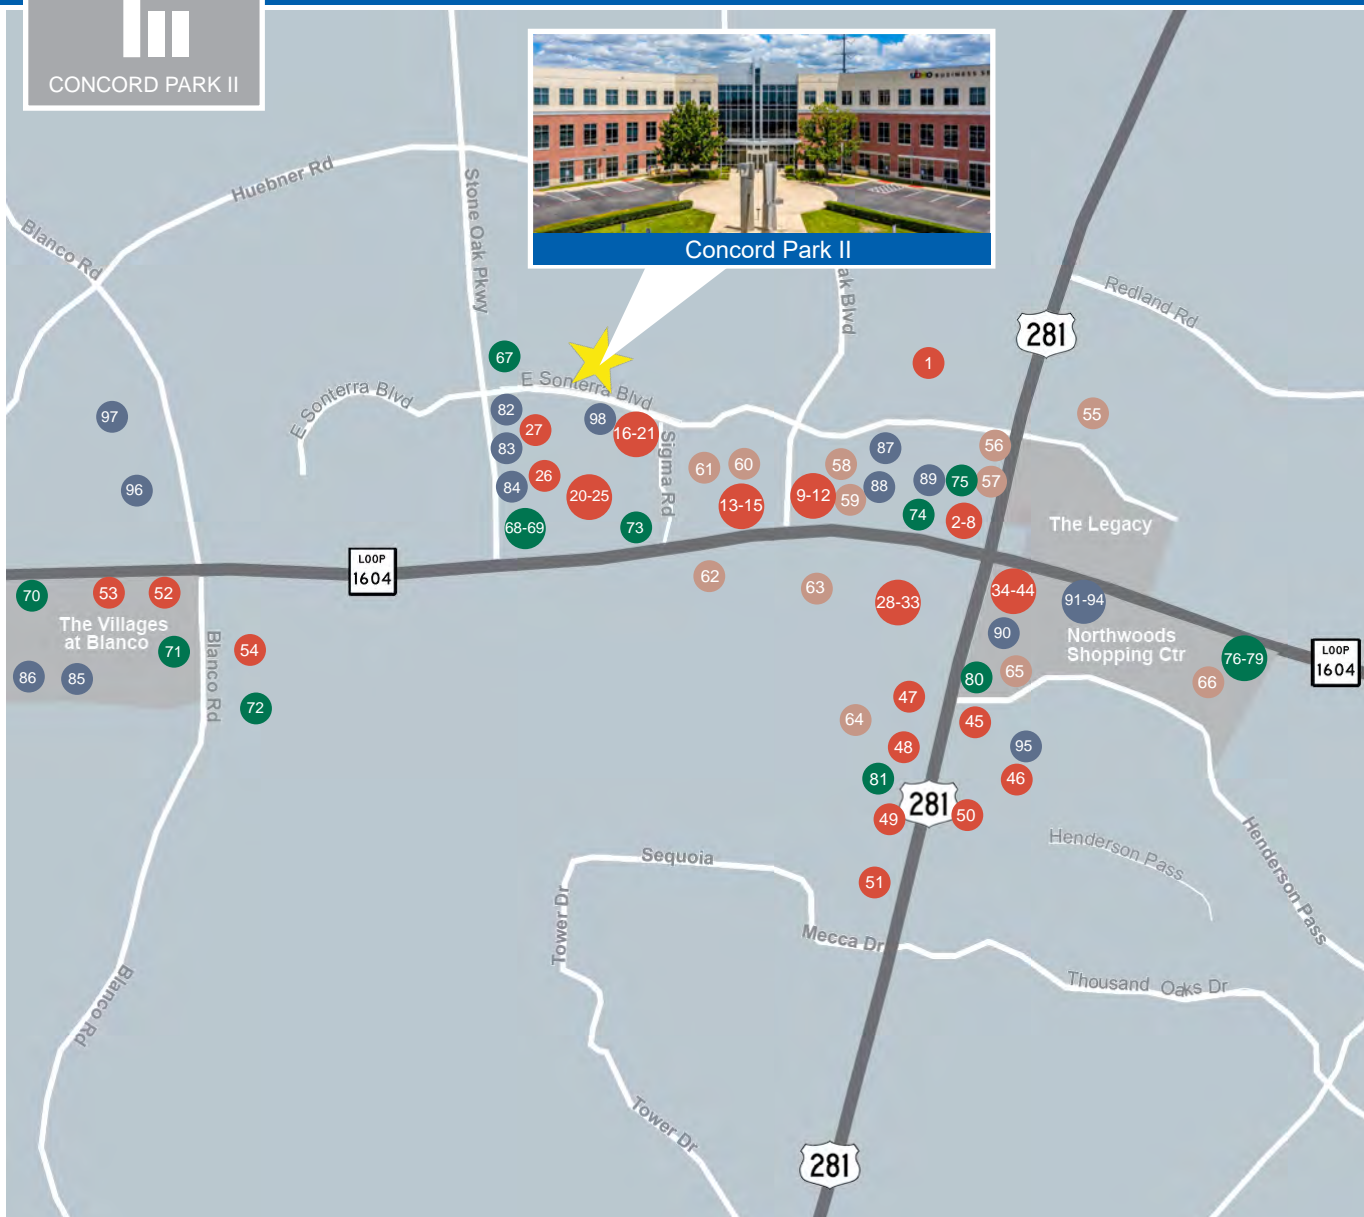 CONCORD PARK II
BUSINESS
Concord Park II
Huebner Rd
Blanco Rd
Stone Oak Pkwy
ak Blvd
Redland Rd
281
67
1
E Sonterra Blvd
E Sonterra Blvd
97
82
98
27
16-21
55
83
Sigma Rd
61
60
58
87
56
96
84
26
20-25
13-15
9-12
59
88
89
75
57
68-69
73
74
2-8
The Legacy
LOOP
1604
70
53
52
62
63
28-33
34-44
91-94
The Villages
at Blanco
71
54
90
Northwoods
Shopping Ctr
76-79
LOOP
1604
86
85
Blanco Rd
72
80
65
66
47
64
45
48
95
81
46
281
49
50
Henderson Pass
Henderson Pass
Sequoia
51
Tower Dr
Mecca Dr
Thousand Oaks Dr
Blanco Rd
Tower Dr
281